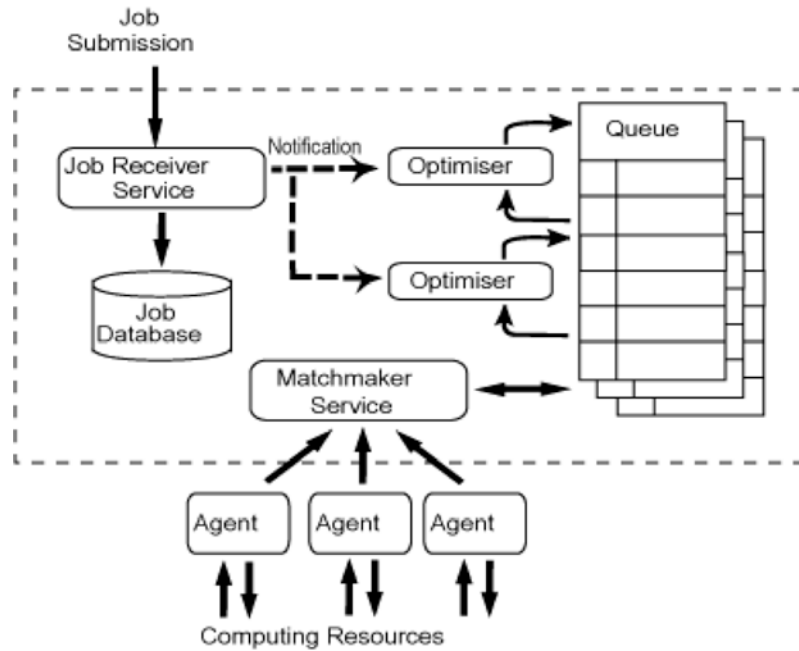 Job
Submission
Job Receiver
Service
Notification
Optimiser
Queue
Optimiser
Job
Database
Matchmaker
Service
Agent
Agent
Agent
Computing Resources